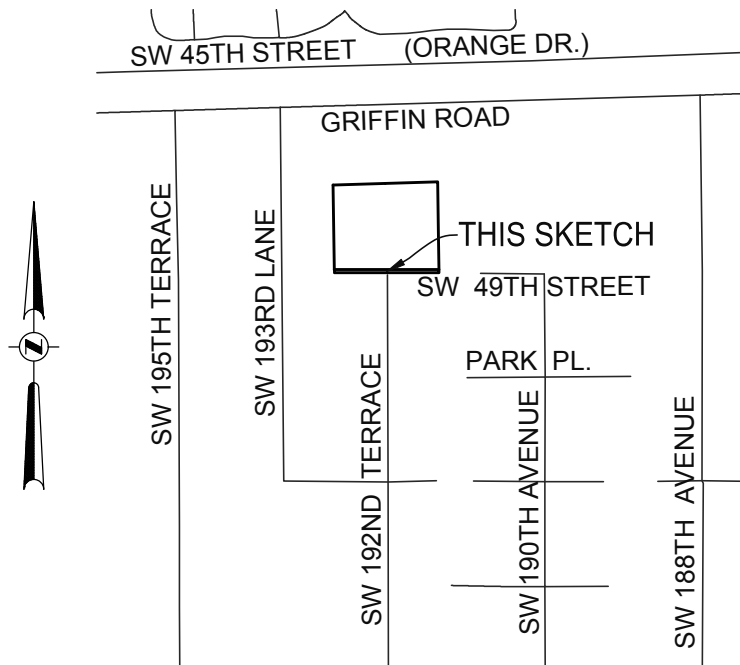 SW 45TH STREET (ORANGE DR.)
GRIFFIN ROAD
THIS SKETCH
SW 49TH STREET
PARK PL.
SW 195TH TERRACE
SW 193RD LANE
SW 192ND TERRACE
SW 190TH AVENUE
SW 188TH AVENUE
N